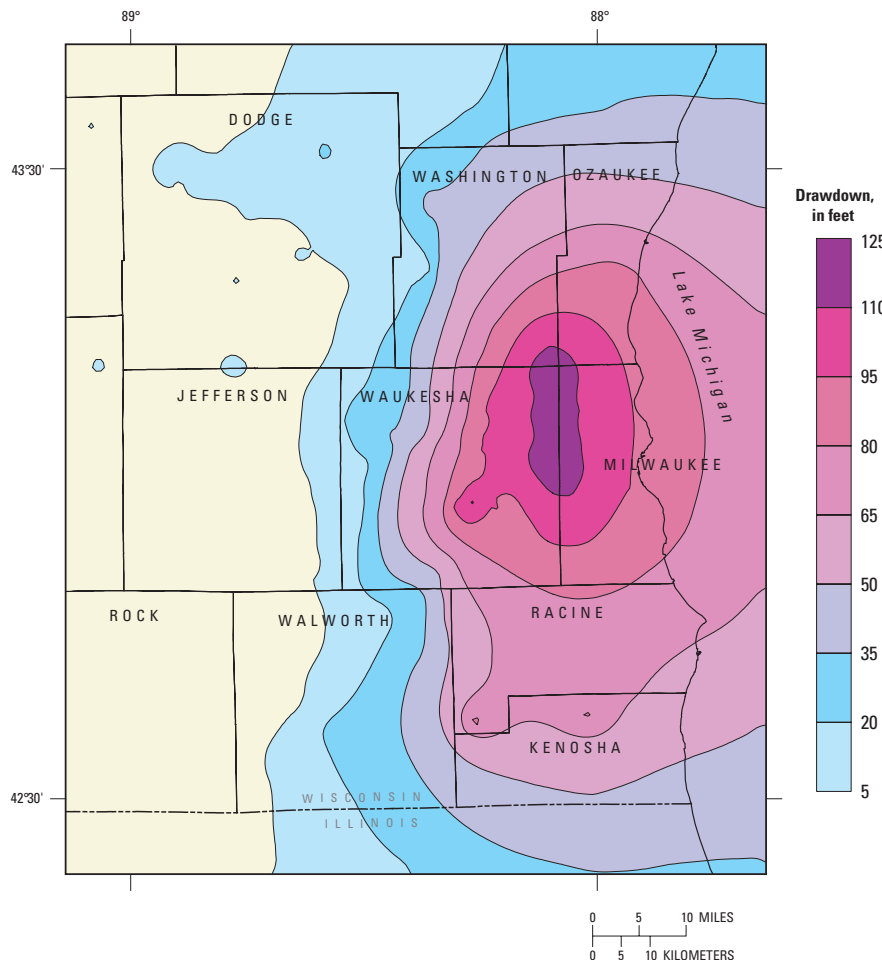 89°
88°
DODGE
43°30'
WASHINGTON
OZAUKEE
Drawdown,
in feet
125
110
95
80
65
50
35
20
5
Lake Michigan
JEFFERSON
WAUKESHA
MILWAUKEE
ROCK
WALWORTH
RACINE
KENOSHA
42°30'
WISCONSIN
ILLINOIS
0 5 10 MILES
0 5 10 KILOMETERS